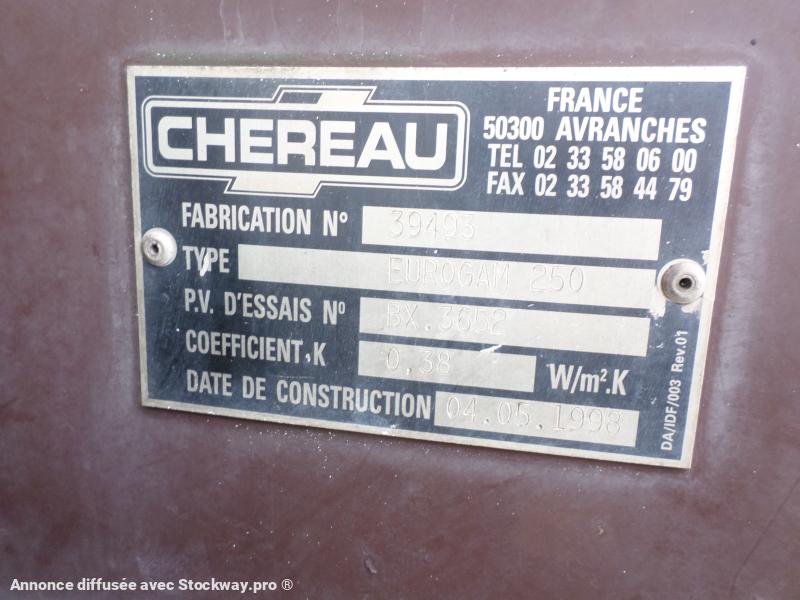 CHEREAU
FRANCE
50300 AVRANCHES
TEL 02 33 58 06 00
FAX 02 33 58 44 79
FABRICATION N° 39493
TYPE EUROGAM 250
P.V. D'ESSAIS N° BX.3652
COEFFICIENT,K 0,38 W/m².K
DATE DE CONSTRUCTION 04.05.1998
DA/IDF/003 Rev.01
Annonce diffusée avec Stockway.pro ®